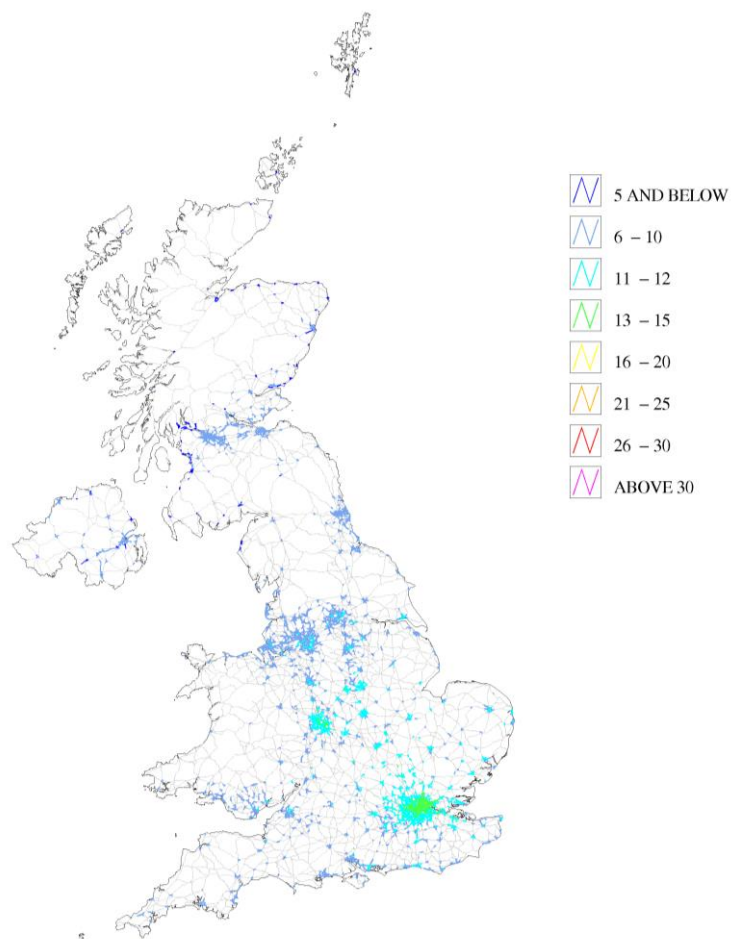 5 AND BELOW
6 – 10
11 – 12
13 – 15
16 – 20
21 – 25
26 – 30
ABOVE 30